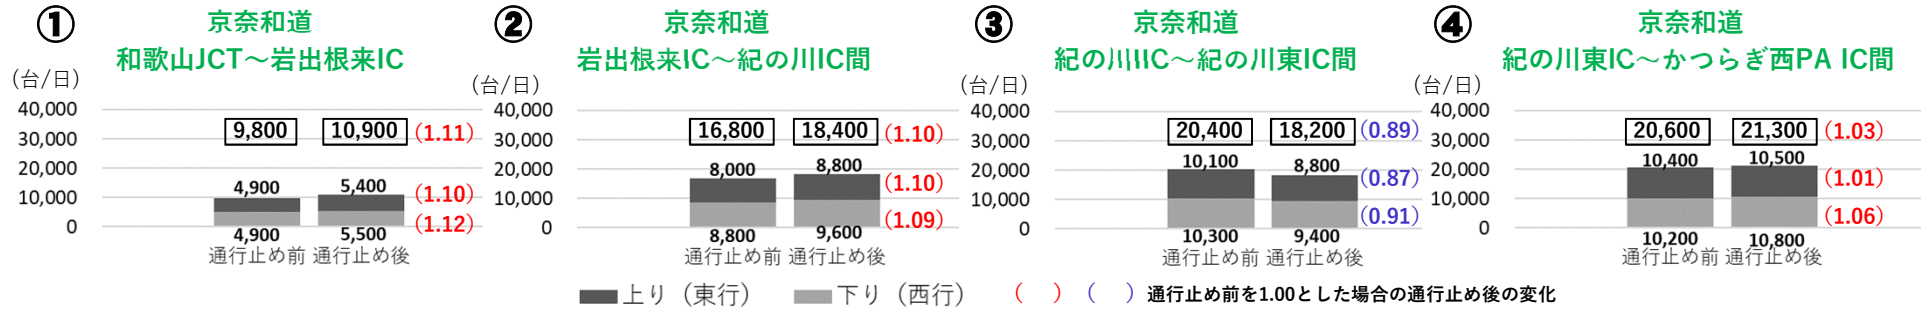 ①
京奈和道
和歌山JCT～岩出根来IC
（台/日）
40,000
30,000
20,000
10,000
0
9,800
10,900
（1.11）
4,900
5,400
（1.10）
（1.12）
4,900
5,500
通行止め前
通行止め後
②
京奈和道
岩出根来IC～紀の川IC間
（台/日）
40,000
30,000
20,000
10,000
0
16,800
18,400
（1.10）
8,000
8,800
（1.10）
（1.09）
8,800
9,600
通行止め前
通行止め後
③
京奈和道
紀の川IIC～紀の川東IC間
（台/日）
40,000
30,000
20,000
10,000
0
20,400
18,200
（0.89）
10,100
8,800
（0.87）
（0.91）
10,300
9,400
通行止め前
通行止め後
④
京奈和道
紀の川東IC～かつらぎ西PA IC間
（台/日）
40,000
30,000
20,000
10,000
0
20,600
21,300
（1.03）
10,400
10,500
（1.01）
（1.06）
10,200
10,800
通行止め前
通行止め後
上り（東行）
下り（西行）
（　）（　）通行止め前を1.00とした場合の通行止め後の変化